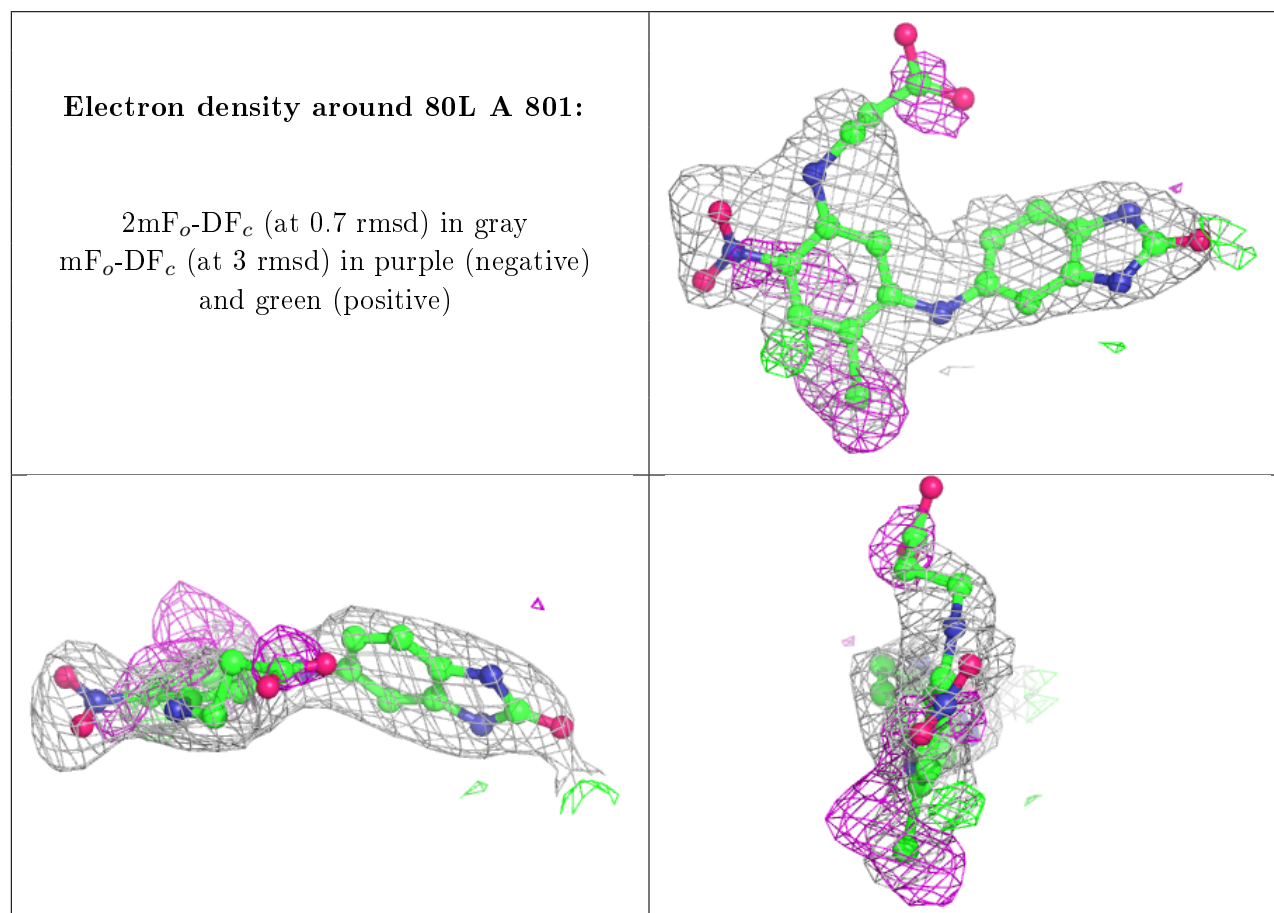 Electron density around 80L A 801:
2mFₒ-DF𝒸 (at 0.7 rmsd) in gray
mFₒ-DF𝒸 (at 3 rmsd) in purple (negative)
and green (positive)